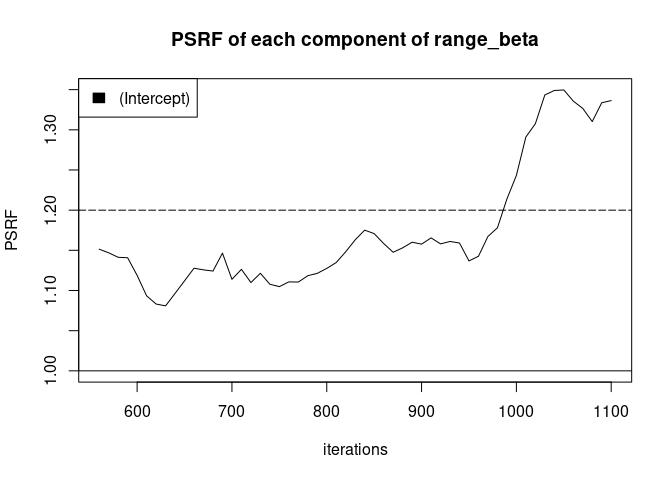 PSRF of each component of range_beta
(Intercept)
1.30
1.20
1.10
1.00
PSRF
600 700 800 900 1000 1100
iterations